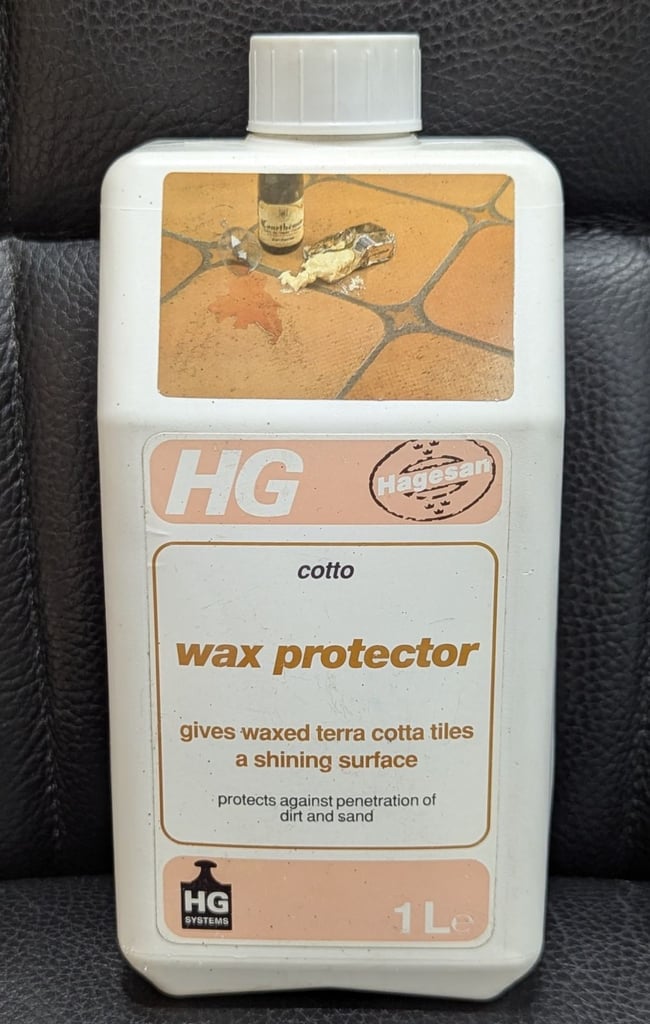 HG
Hagesan
cotto
wax protector
gives waxed terra cotta tiles
a shining surface
protects against penetration of
dirt and sand
HG
SYSTEMS
1 L e